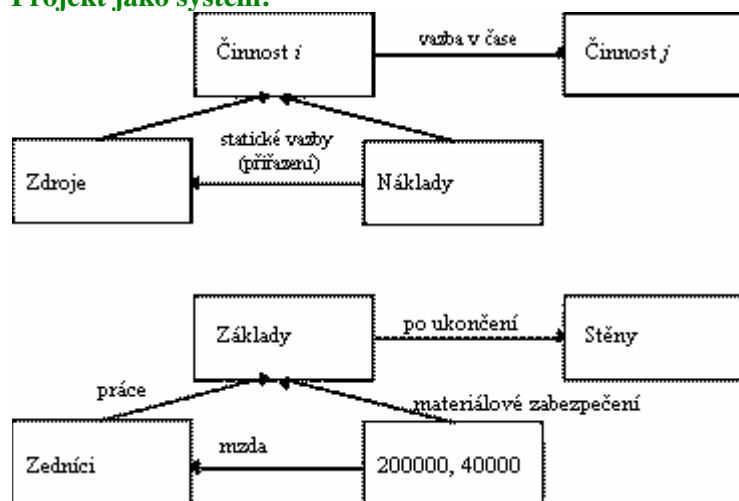 Projekt jako systém:
Činnost i
vazba v čase
Činnost j
statické vazby
(přiřazení)
Zdroje
Náklady
Základy
po ukončení
Stěny
práce
materiálové zabezpečení
Zedníci
mzda
200000, 40000